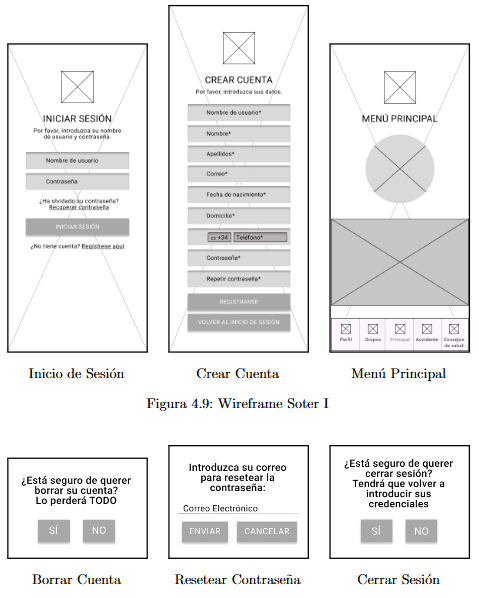 INICIAR SESIÓN
Por favor, introduzca su nombre
de usuario y contraseña.
Nombre de usuario
Contraseña
¿Ha olvidado su contraseña?
Recuperar contraseña
INICIAR SESIÓN
¿No tiene cuenta? Regístrese aquí
Inicio de Sesión
CREAR CUENTA
Por favor, introduzca sus datos.
Nombre de usuario*
Nombre*
Apellidos*
Correo*
Fecha de nacimiento*
Domicilio*
ES +34 Teléfono*
Contraseña*
Repetir contraseña*
REGISTRARSE
VOLVER AL INICIO DE SESIÓN
Crear Cuenta
MENÚ PRINCIPAL
Perfil Grupos Principal Accidente Consejos
de salud
Menú Principal
Figura 4.9: Wireframe Soter I
¿Está seguro de querer
borrar su cuenta?
Lo perderá TODO
SÍ NO
Borrar Cuenta
Introduzca su correo
para resetear la
contraseña:
Correo Electrónico
ENVIAR CANCELAR
Resetear Contraseña
¿Está seguro de querer
cerrar sesión?
Tendrá que volver a
introducir sus
credenciales
SÍ NO
Cerrar Sesión